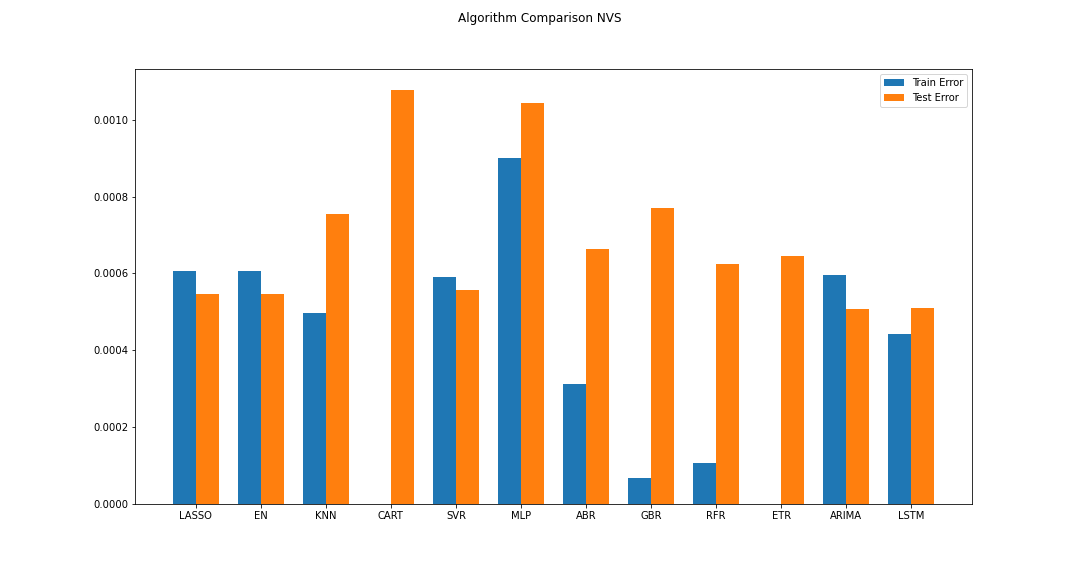 Algorithm Comparison NVS
Train Error
Test Error
0.0010
0.0008
0.0006
0.0004
0.0002
0.0000
LASSO EN KNN CART SVR MLP ABR GBR RFR ETR ARIMA LSTM